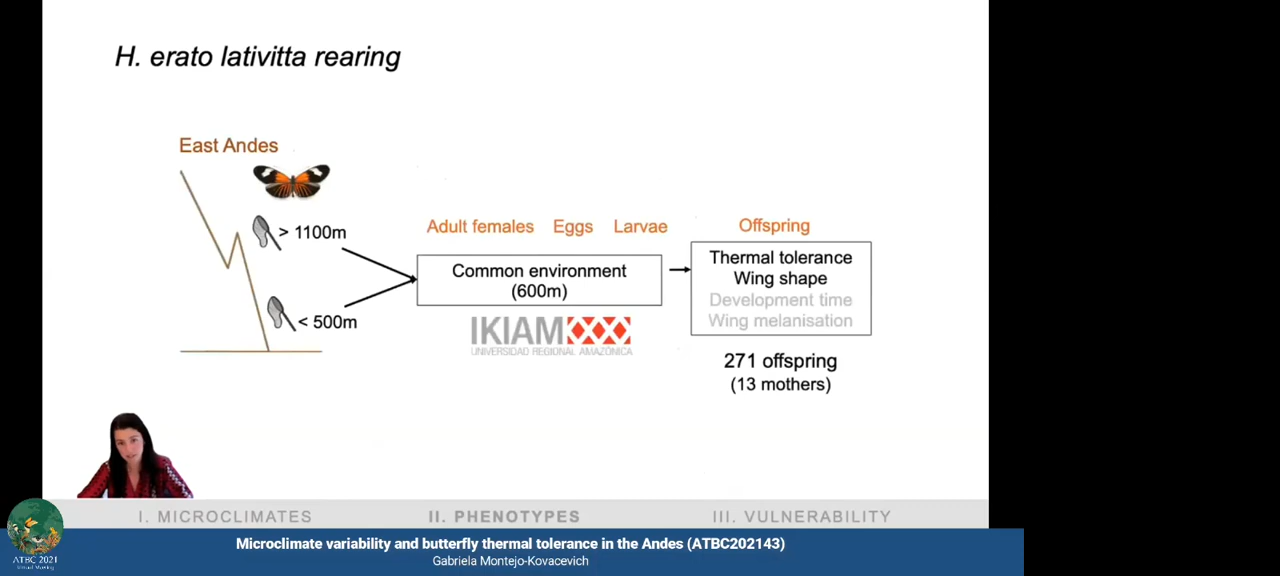 H. erato lativitta rearing
East Andes
> 1100m
< 500m
Adult females Eggs Larvae
Common environment
(600m)
IKIAM
UNIVERSIDAD REGIONAL AMAZÓNICA
Offspring
Thermal tolerance
Wing shape
Development time
Wing melanisation
271 offspring
(13 mothers)
I. MICROCLIMATES II. PHENOTYPES III. VULNERABILITY
ATBC 2021
Virtual Meeting
Microclimate variability and butterfly thermal tolerance in the Andes (ATBC202143)
Gabriela Montejo-Kovacevich